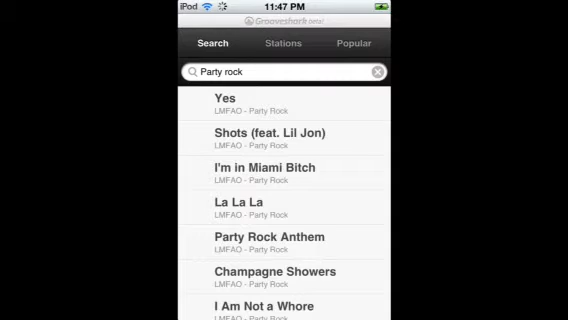 iPod 11:47 PM
Grooveshark beta!
Search Stations Popular
Party rock
Yes
LMFAO - Party Rock
Shots (feat. Lil Jon)
LMFAO - Party Rock
I'm in Miami Bitch
LMFAO - Party Rock
La La La
LMFAO - Party Rock
Party Rock Anthem
LMFAO - Party Rock
Champagne Showers
LMFAO - Party Rock
I Am Not a Whore
LMFAO - Party Rock